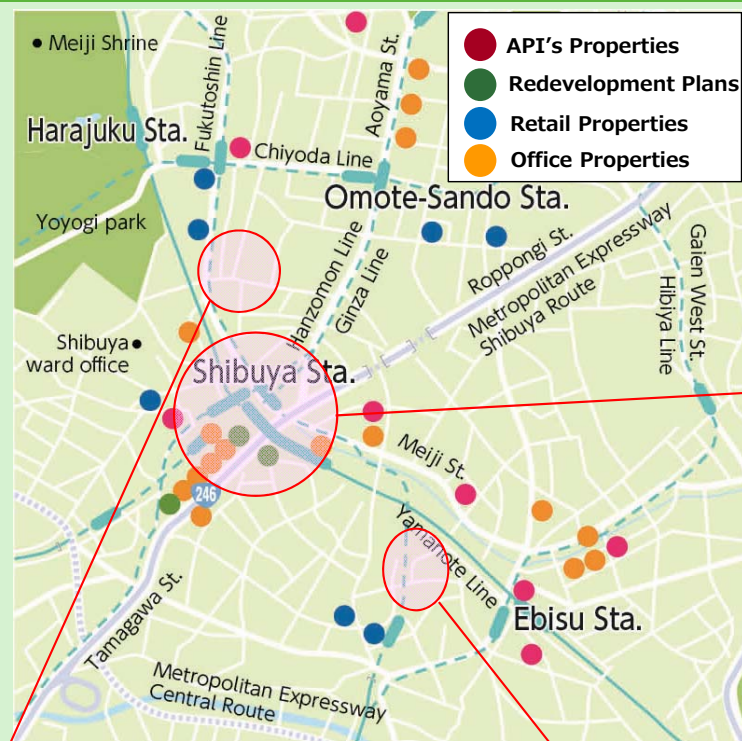 Meiji Shrine
Fukutoshin Line
Aoyama St.
API's Properties
Redevelopment Plans
Retail Properties
Office Properties
Harajuku Sta.
Chiyoda Line
Omote-Sando Sta.
Yoyogi park
Hanzomon Line
Ginza Line
Roppongi St.
Metropolitan Expressway
Shibuya Route
Gaien West St.
Hibiya Line
Shibuya
ward office
Shibuya Sta.
Meiji St.
246
Yamanote Line
Ebisu Sta.
Tamagawa St.
Metropolitan Expressway
Central Route